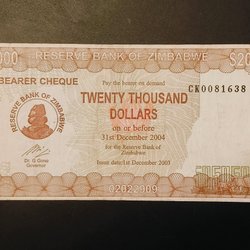 000
RESERVE BANK OF ZIMBABWE
$20
BEARER CHEQUE
Pay the bearer on demand
CK0081638
TWENTY THOUSAND
DOLLARS
on or before
31st December 2004
for the Reserve Bank of
Zimbabwe
Issue date: 1st December 2003
RESERVE BANK OF ZIMBABWE
Dr. G Gono
Governor